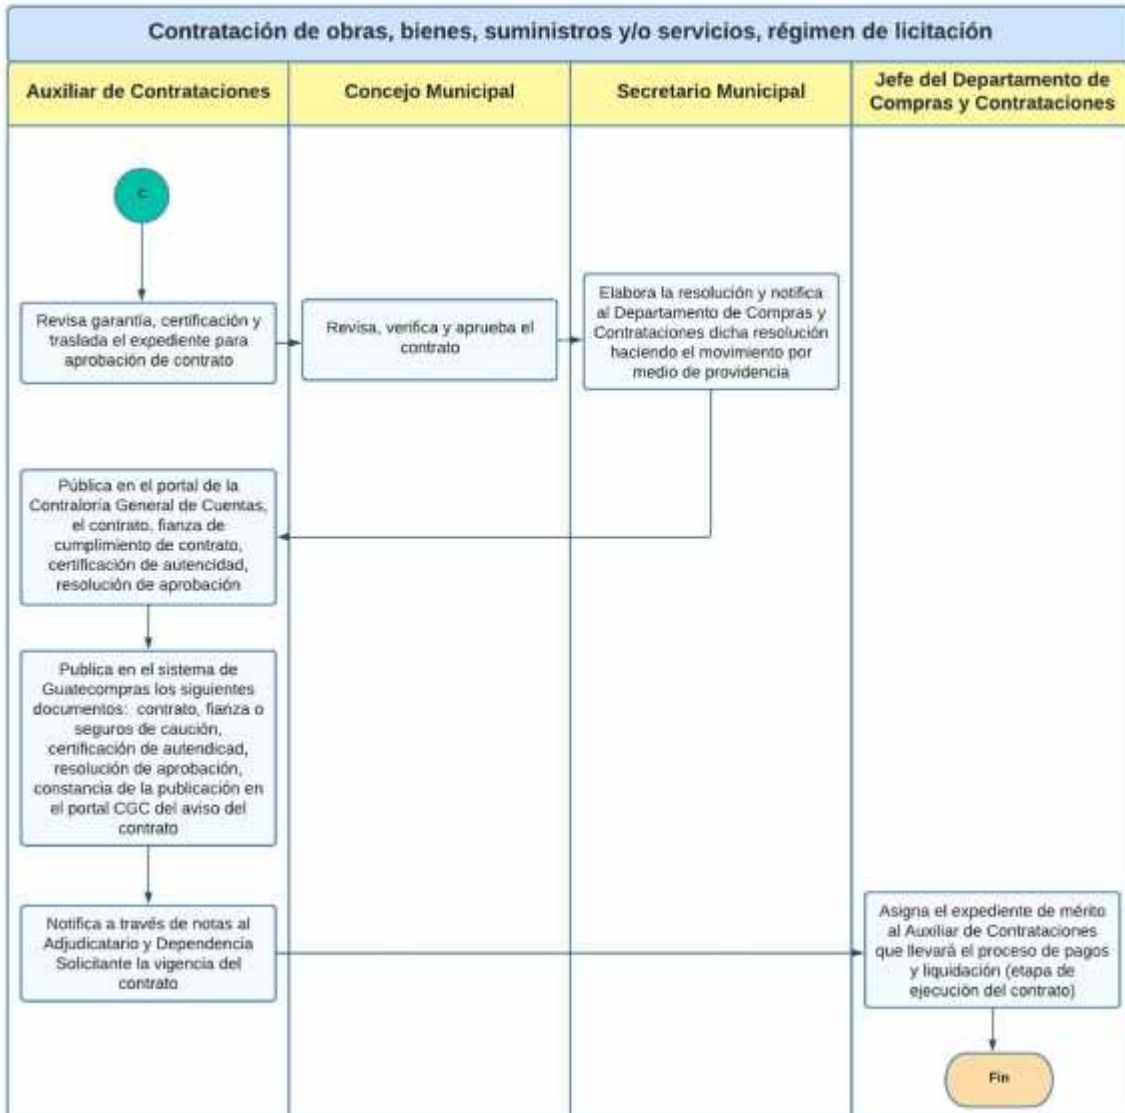 Contratación de obras, bienes, suministros y/o servicios, régimen de licitación
Auxiliar de Contrataciones
Concejo Municipal
Secretario Municipal
Jefe del Departamento de
Compras y Contrataciones
C
Revisa garantía, certificación y
traslada el expediente para
aprobación de contrato
Revisa, verifica y aprueba el
contrato
Elabora la resolución y notifica
al Departamento de Compras y
Contrataciones dicha resolución
haciendo el movimiento por
medio de providencia
Pública en el portal de la
Contraloría General de Cuentas,
el contrato, fianza de
cumplimiento de contrato,
certificación de autencidad,
resolución de aprobación
Publica en el sistema de
Guatecompras los siguientes
documentos: contrato, fianza o
seguros de caución,
certificación de autendicad,
resolución de aprobación,
constancia de la publicación en
el portal CGC del aviso del
contrato
Notifica a través de notas al
Adjudicatario y Dependencia
Solicitante la vigencia del
contrato
Asigna el expediente de mérito
al Auxiliar de Contrataciones
que llevará el proceso de pagos
y liquidación (etapa de
ejecución del contrato)
Fin